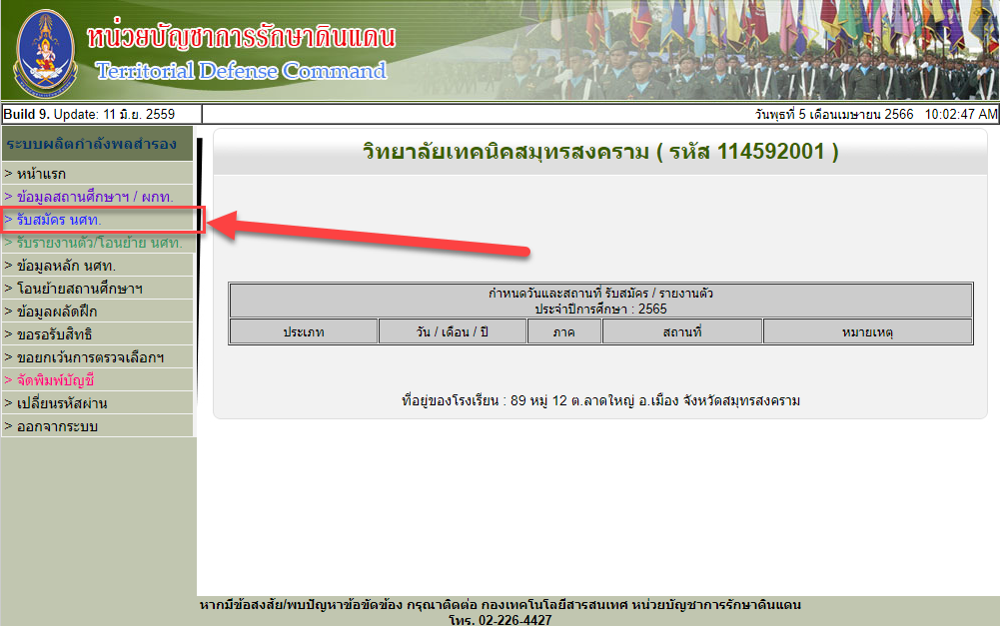 หน่วยบัญชาการรักษาดินแดน
Territorial Defense Command
Build 9. Update: 11 มิ.ย. 2559
วันพุธที่ 5 เดือนเมษายน 2566 10:02:47 AM
ระบบผลิตกำลังพลสำรอง
> หน้าแรก
> ข้อมูลสถานศึกษาฯ / ผกท.
> รับสมัคร นศท.
> รับรายงานตัว/โอนย้าย นศท.
> ข้อมูลหลัก นศท.
> โอนย้ายสถานศึกษาฯ
> ข้อมูลผลัดฝึก
> ขอรอรับสิทธิ
> ขอยกเว้นการตรวจเลือกฯ
> จัดพิมพ์บัญชี
> เปลี่ยนรหัสผ่าน
> ออกจากระบบ
วิทยาลัยเทคนิคสมุทรสงคราม ( รหัส 114592001 )
กำหนดวันและสถานที่ รับสมัคร / รายงานตัว
ประจำปีการศึกษา : 2565
ประเภท วัน / เดือน / ปี ภาค สถานที่ หมายเหตุ
ที่อยู่ของโรงเรียน : 89 หมู่ 12 ต.ลาดใหญ่ อ.เมือง จังหวัดสมุทรสงคราม
หากมีข้อสงสัย/พบปัญหาข้อขัดข้อง กรุณาติดต่อ กองเทคโนโลยีสารสนเทศ หน่วยบัญชาการรักษาดินแดน
โทร. 02-226-4427